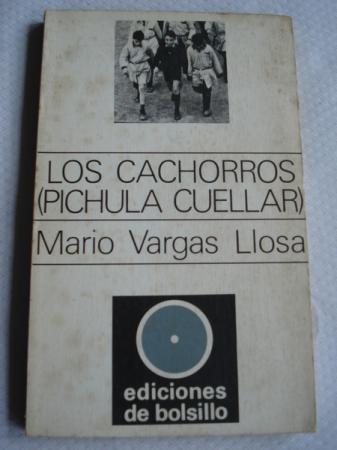 LOS CACHORROS
(PICHULA CUELLAR)
Mario Vargas Llosa
ediciones
de bolsillo